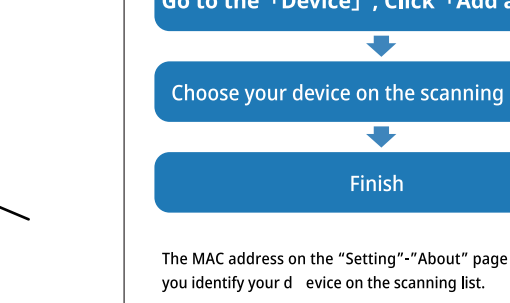 Go to the「Device」, Click「Add a
Choose your device on the scanning
Finish
The MAC address on the “Setting”-”About” page
you identify your d evice on the scanning list.